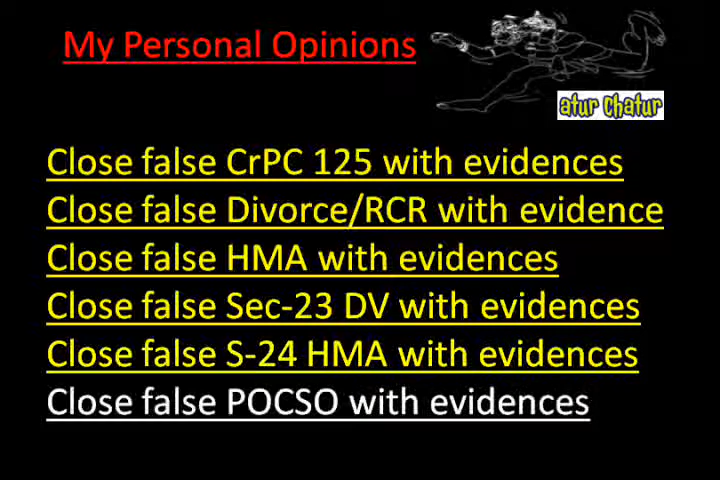 My Personal Opinions
atur Chatur
Close false CrPC 125 with evidences
Close false Divorce/RCR with evidence
Close false HMA with evidences
Close false Sec-23 DV with evidences
Close false S-24 HMA with evidences
Close false POCSO with evidences